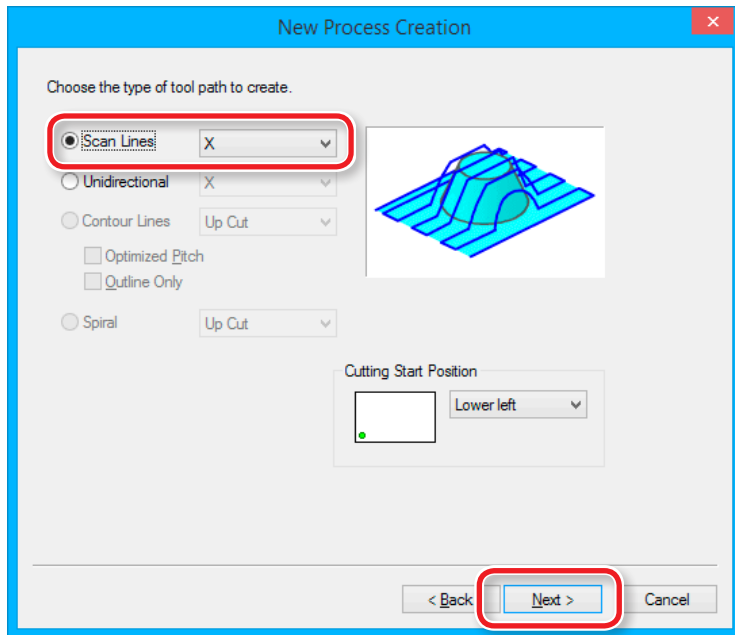 New Process Creation
Choose the type of tool path to create.
Scan Lines X
Unidirectional X
Contour Lines Up Cut
Optimized Pitch
Outline Only
Spiral Up Cut
Cutting Start Position
Lower left
< Back Next > Cancel